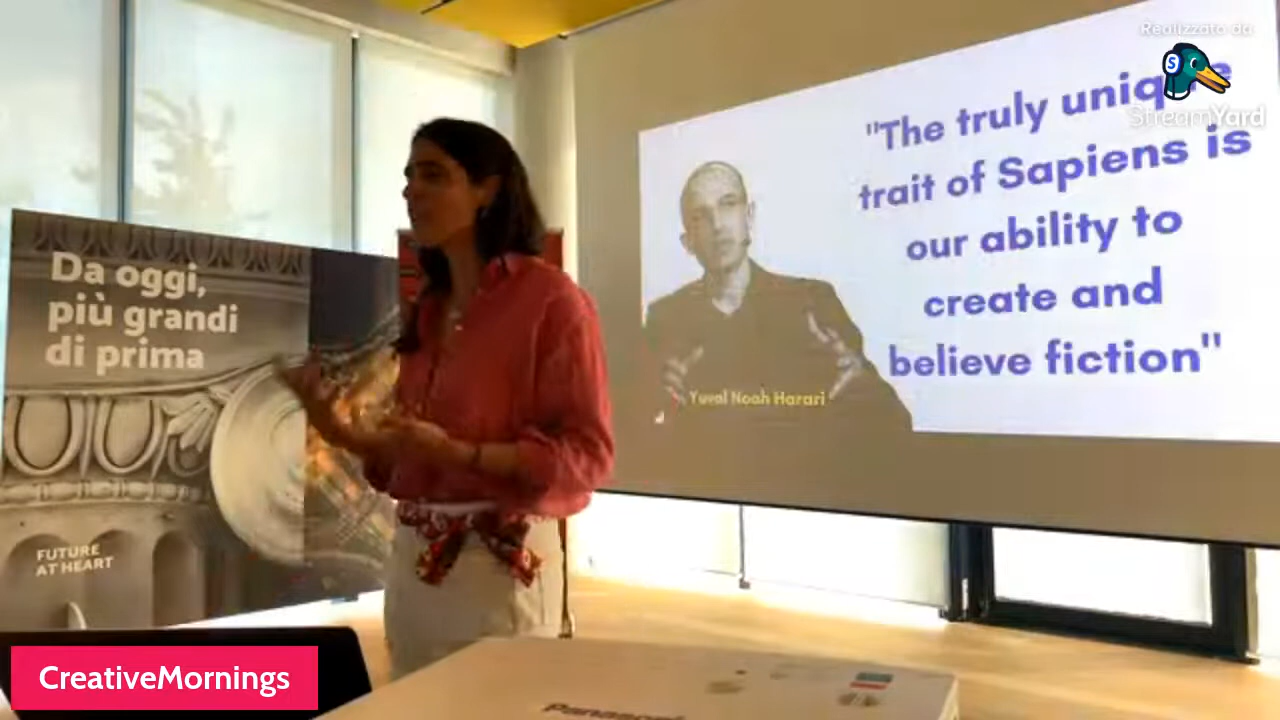 Realizzato da
StreamYard
"The truly unique
trait of Sapiens is
our ability to
create and
believe fiction"
Yuval Noah Harari
Da oggi,
più grandi
di prima
FUTURE
AT HEART
CreativeMornings
Panasonic